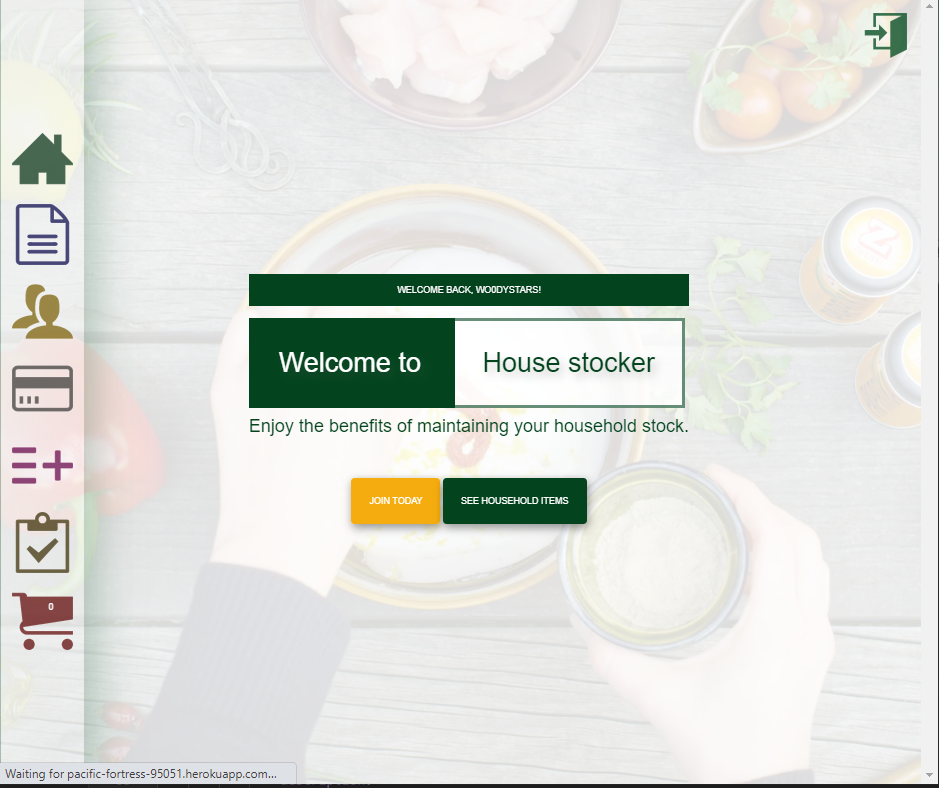 WELCOME BACK, WO0DYSTARS!
Welcome to House stocker
Enjoy the benefits of maintaining your household stock.
JOIN TODAY SEE HOUSEHOLD ITEMS
0
Waiting for pacific-fortress-95051.herokuapp.com...